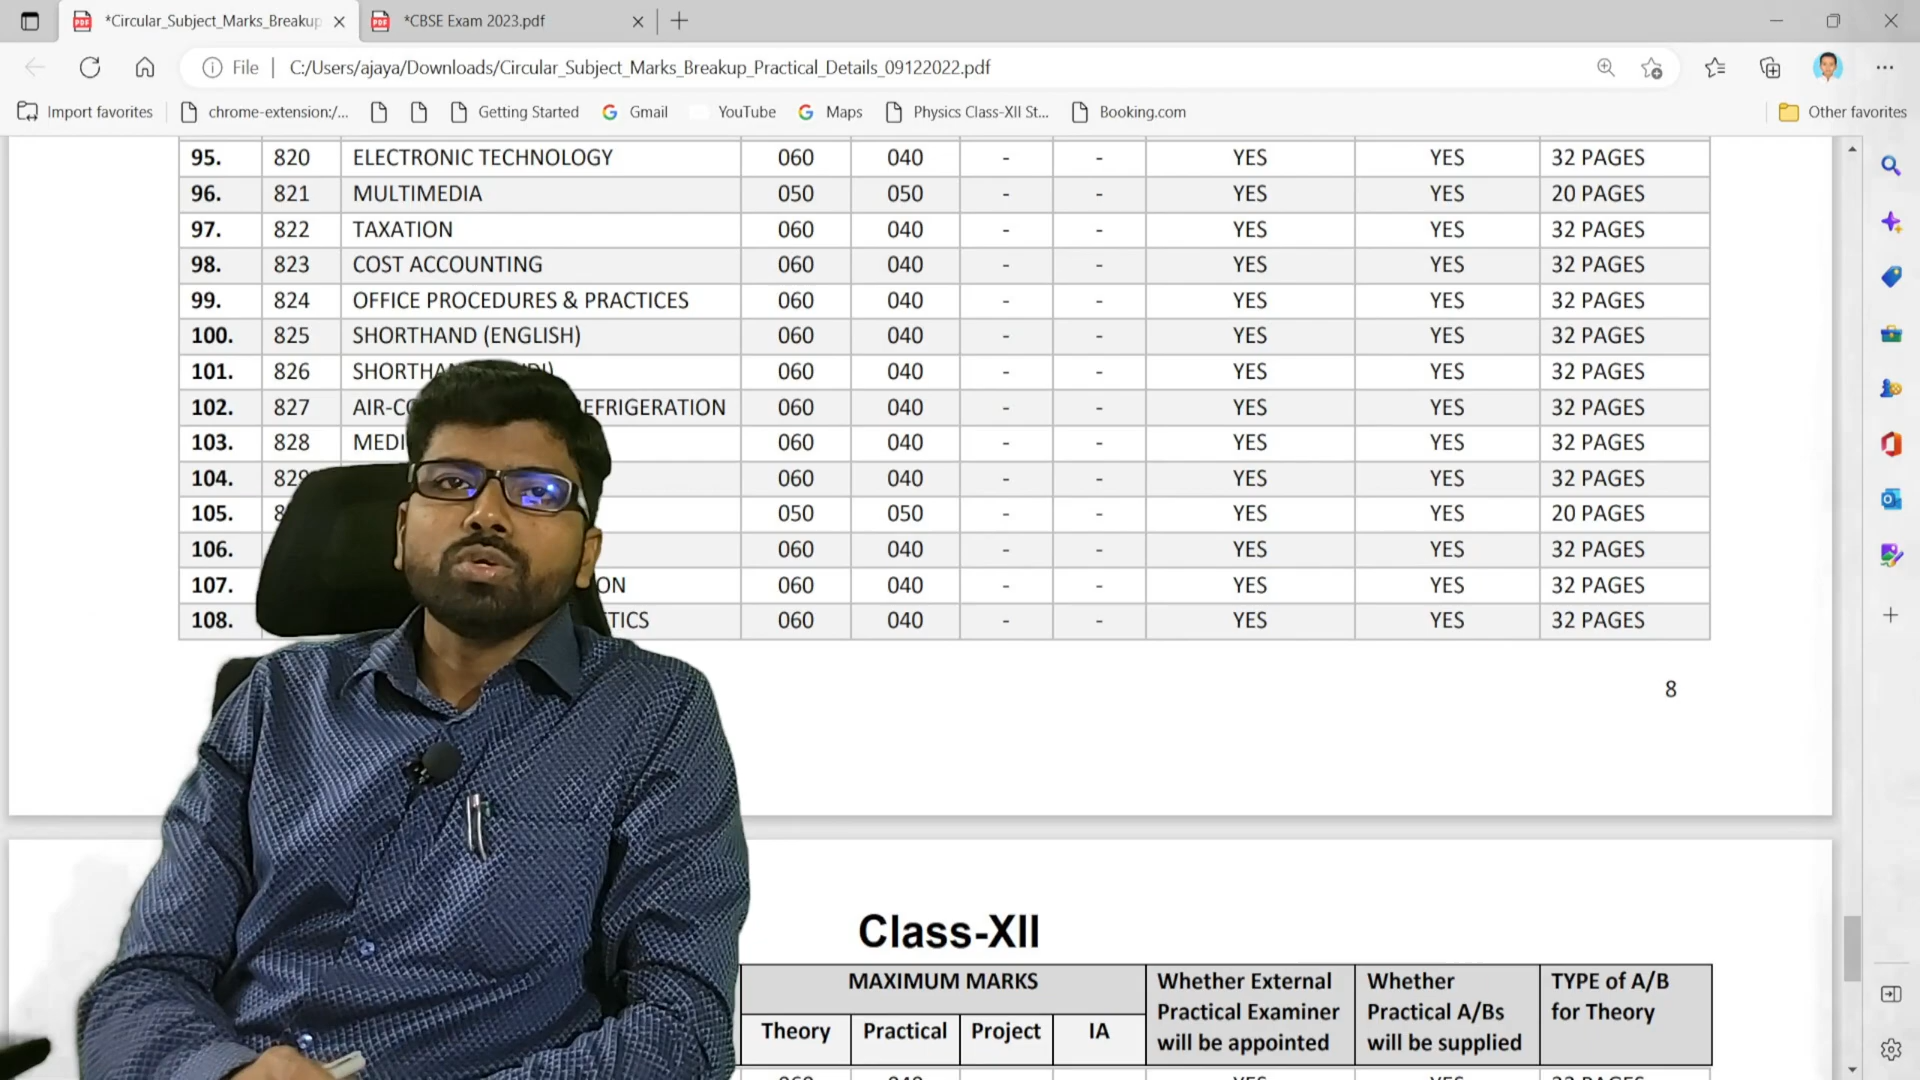 *Circular_Subject_Marks_Breakup
*CBSE Exam 2023.pdf
File
C:/Users/ajaya/Downloads/Circular_Subject_Marks_Breakup_Practical_Details_09122022.pdf
Import favorites chrome-extension:/... Getting Started Gmail YouTube Maps Physics Class-XII St... Booking.com Other favorites
95. 820 ELECTRONIC TECHNOLOGY 060 040 - - YES YES 32 PAGES
96. 821 MULTIMEDIA 050 050 - - YES YES 20 PAGES
97. 822 TAXATION 060 040 - - YES YES 32 PAGES
98. 823 COST ACCOUNTING 060 040 - - YES YES 32 PAGES
99. 824 OFFICE PROCEDURES & PRACTICES 060 040 - - YES YES 32 PAGES
100. 825 SHORTHAND (ENGLISH) 060 040 - - YES YES 32 PAGES
101. 826 060 040 - - YES YES 32 PAGES
102. 827 060 040 - - YES YES 32 PAGES
103. 828 060 040 - - YES YES 32 PAGES
104. 060 040 - - YES YES 32 PAGES
105. 050 050 - - YES YES 20 PAGES
106. 060 040 - - YES YES 32 PAGES
107. 060 040 - - YES YES 32 PAGES
108. 060 040 - - YES YES 32 PAGES
8
Class-XII
MAXIMUM MARKS
Theory Practical Project IA
Whether External
Practical Examiner
will be appointed
Whether
Practical A/Bs
will be supplied
TYPE of A/B
for Theory